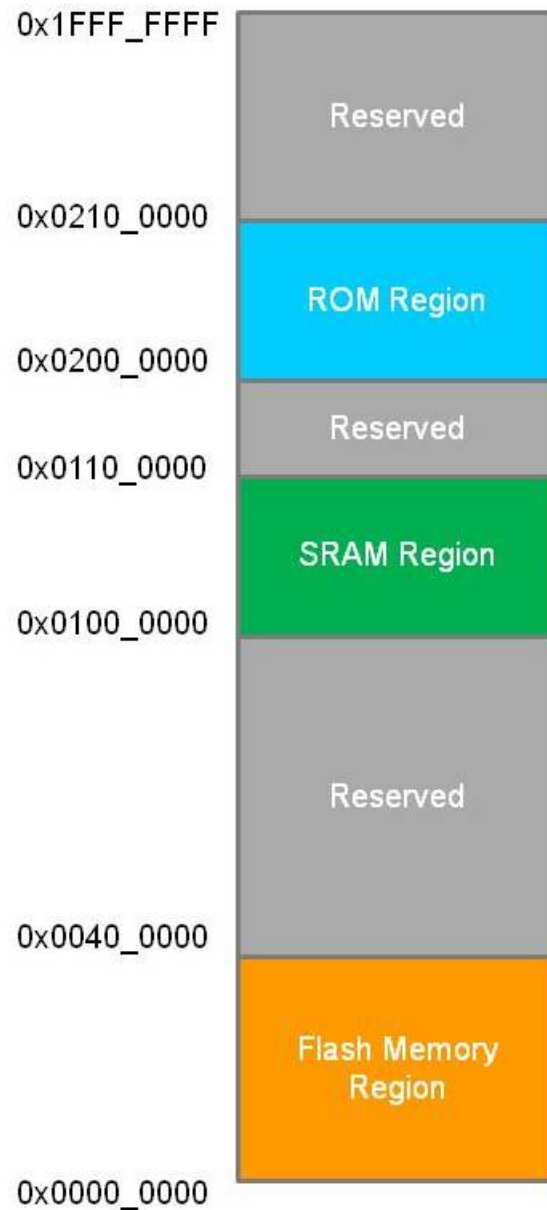 0x1FFF_FFFF
Reserved
0x0210_0000
ROM Region
0x0200_0000
Reserved
0x0110_0000
SRAM Region
0x0100_0000
Reserved
0x0040_0000
Flash Memory
Region
0x0000_0000